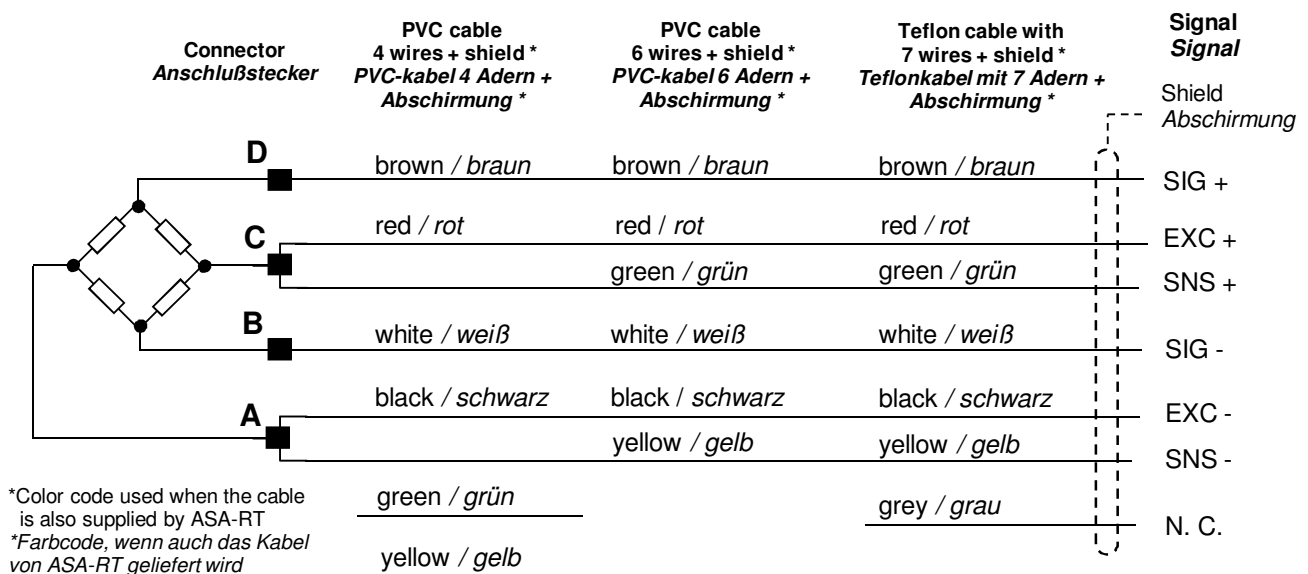 Connector
Anschlußstecker
PVC cable
4 wires + shield *
PVC-kabel 4 Adern +
Abschirmung *
PVC cable
6 wires + shield *
PVC-kabel 6 Adern +
Abschirmung *
Teflon cable with
7 wires + shield *
Teflonkabel mit 7 Adern +
Abschirmung *
Signal
Signal
Shield
Abschirmung
D
brown / braun
brown / braun
brown / braun
SIG +
C
red / rot
red / rot
red / rot
EXC +
green / grün
green / grün
SNS +
B
white / weiß
white / weiß
white / weiß
SIG -
A
black / schwarz
black / schwarz
black / schwarz
EXC -
yellow / gelb
yellow / gelb
SNS -
green / grün
grey / grau
N. C.
yellow / gelb
*Color code used when the cable
is also supplied by ASA-RT
*Farbcode, wenn auch das Kabel
von ASA-RT geliefert wird